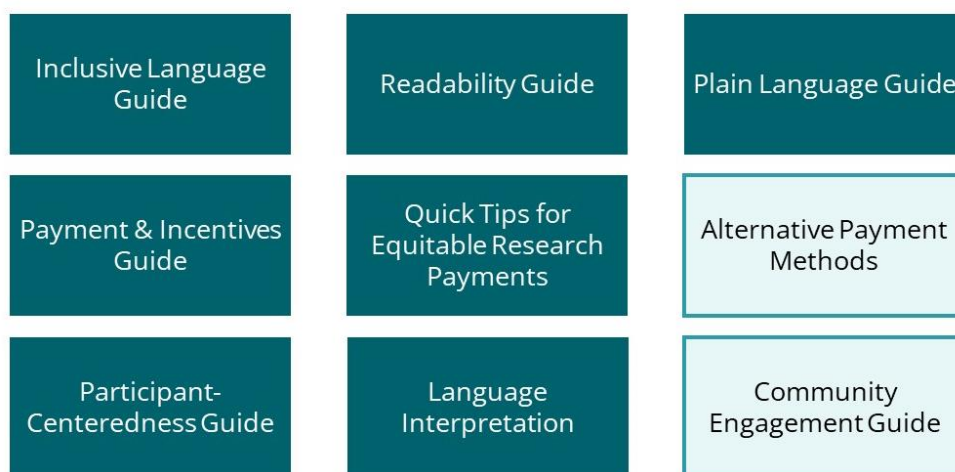 Inclusive Language
Guide
Readability Guide
Plain Language Guide
Payment & Incentives
Guide
Quick Tips for
Equitable Research
Payments
Alternative Payment
Methods
Participant-
Centeredness Guide
Language
Interpretation
Community
Engagement Guide